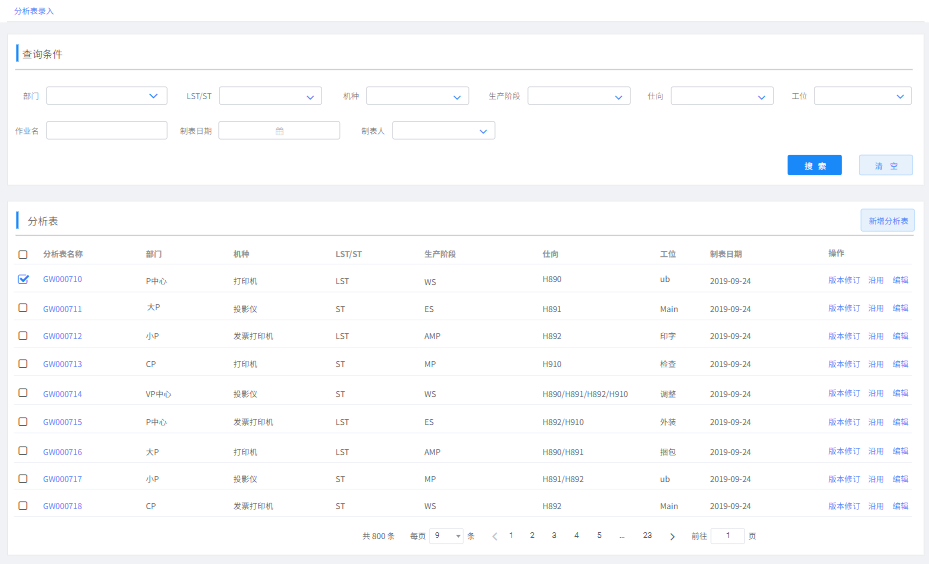 分析表录入
查询条件
部门 LST/ST 机种 生产阶段 仕向 工位
作业名 制表日期 制表人
搜 索 清 空
分析表 新增分析表
分析表名称 部门 机种 LST/ST 生产阶段 仕向 工位 制表日期 操作
GW000710 P中心 打印机 LST WS H890 ub 2019-09-24 版本修订 沿用 编辑
GW000711 大P 投影仪 ST ES H891 Main 2019-09-24 版本修订 沿用 编辑
GW000712 小P 发票打印机 LST AMP H892 印字 2019-09-24 版本修订 沿用 编辑
GW000713 CP 打印机 ST MP H910 检查 2019-09-24 版本修订 沿用 编辑
GW000714 VP中心 投影仪 ST WS H890/H891/H892/H910 调整 2019-09-24 版本修订 沿用 编辑
GW000715 P中心 发票打印机 LST ES H892/H910 外装 2019-09-24 版本修订 沿用 编辑
GW000716 大P 打印机 LST AMP H890/H891 捆包 2019-09-24 版本修订 沿用 编辑
GW000717 小P 投影仪 ST MP H891/H892 ub 2019-09-24 版本修订 沿用 编辑
GW000718 CP 发票打印机 ST WS H892 Main 2019-09-24 版本修订 沿用 编辑
共 800 条 每页 9 条 1 2 3 4 5 ... 23 前往 1 页